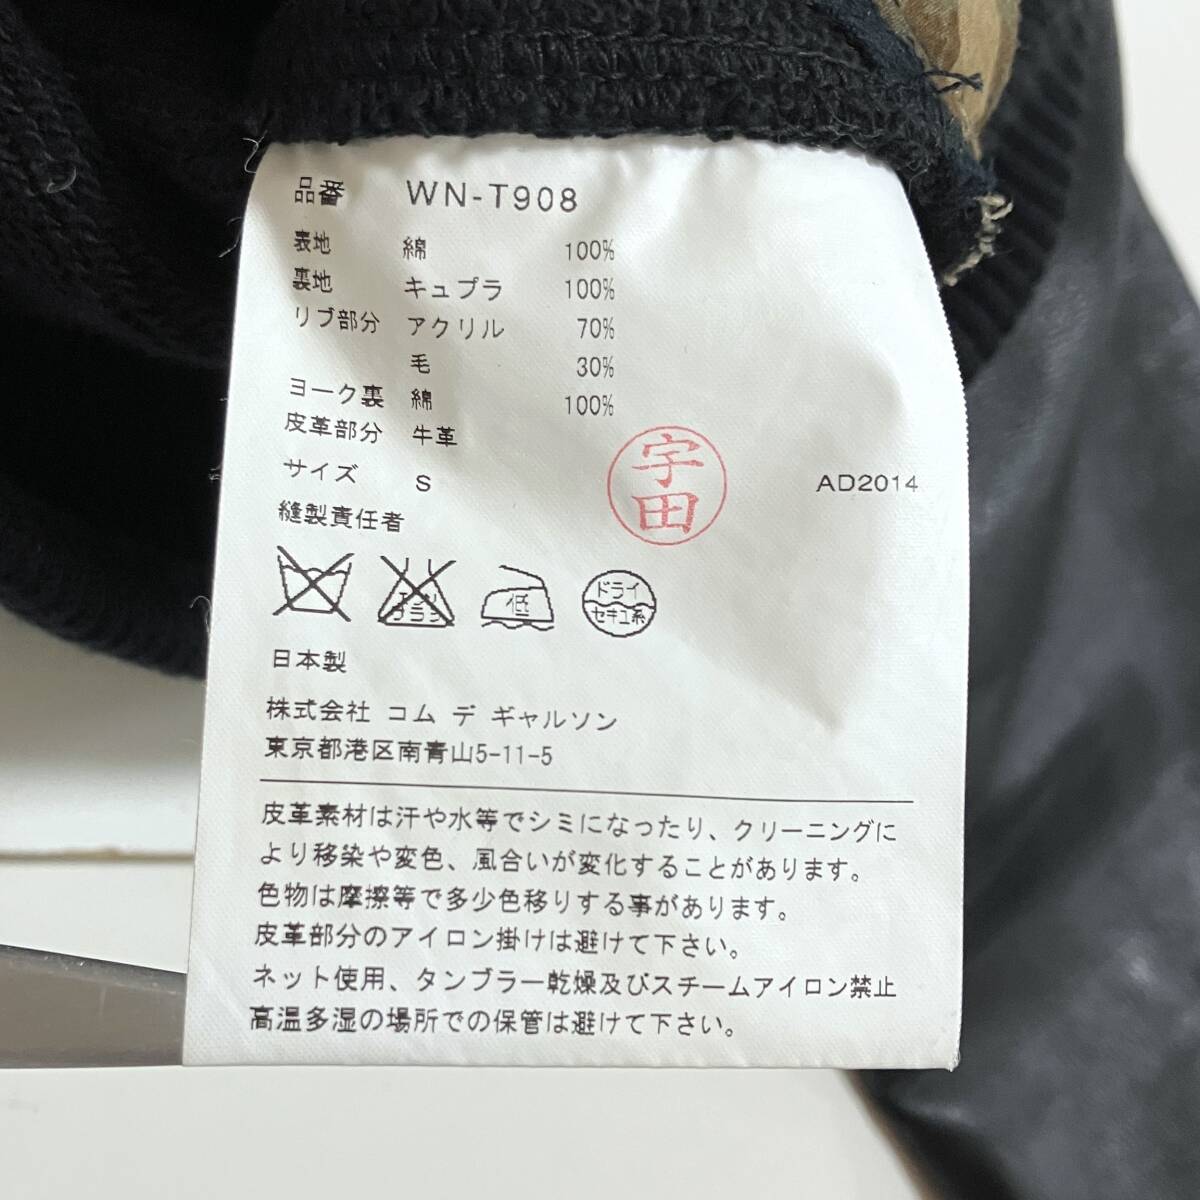 品番 WN-T908
表地 綿 100%
裏地 キュプラ 100%
リブ部分 アクリル 70%
毛 30%
ヨーク裏 綿 100%
皮革部分 牛革
サイズ S
宇田
AD2014
縫製責任者
エンソ
サラシ
低
ドライ
セキユ系
日本製
株式会社 コム デ ギャルソン
東京都港区南青山5-11-5
皮革素材は汗や水等でシミになったり、クリーニングに
より移染や変色、風合いが変化することがあります。
色物は摩擦等で多少色移りする事があります。
皮革部分のアイロン掛けは避けて下さい。
ネット使用、タンブラー乾燥及びスチームアイロン禁止
高温多湿の場所での保管は避けて下さい。